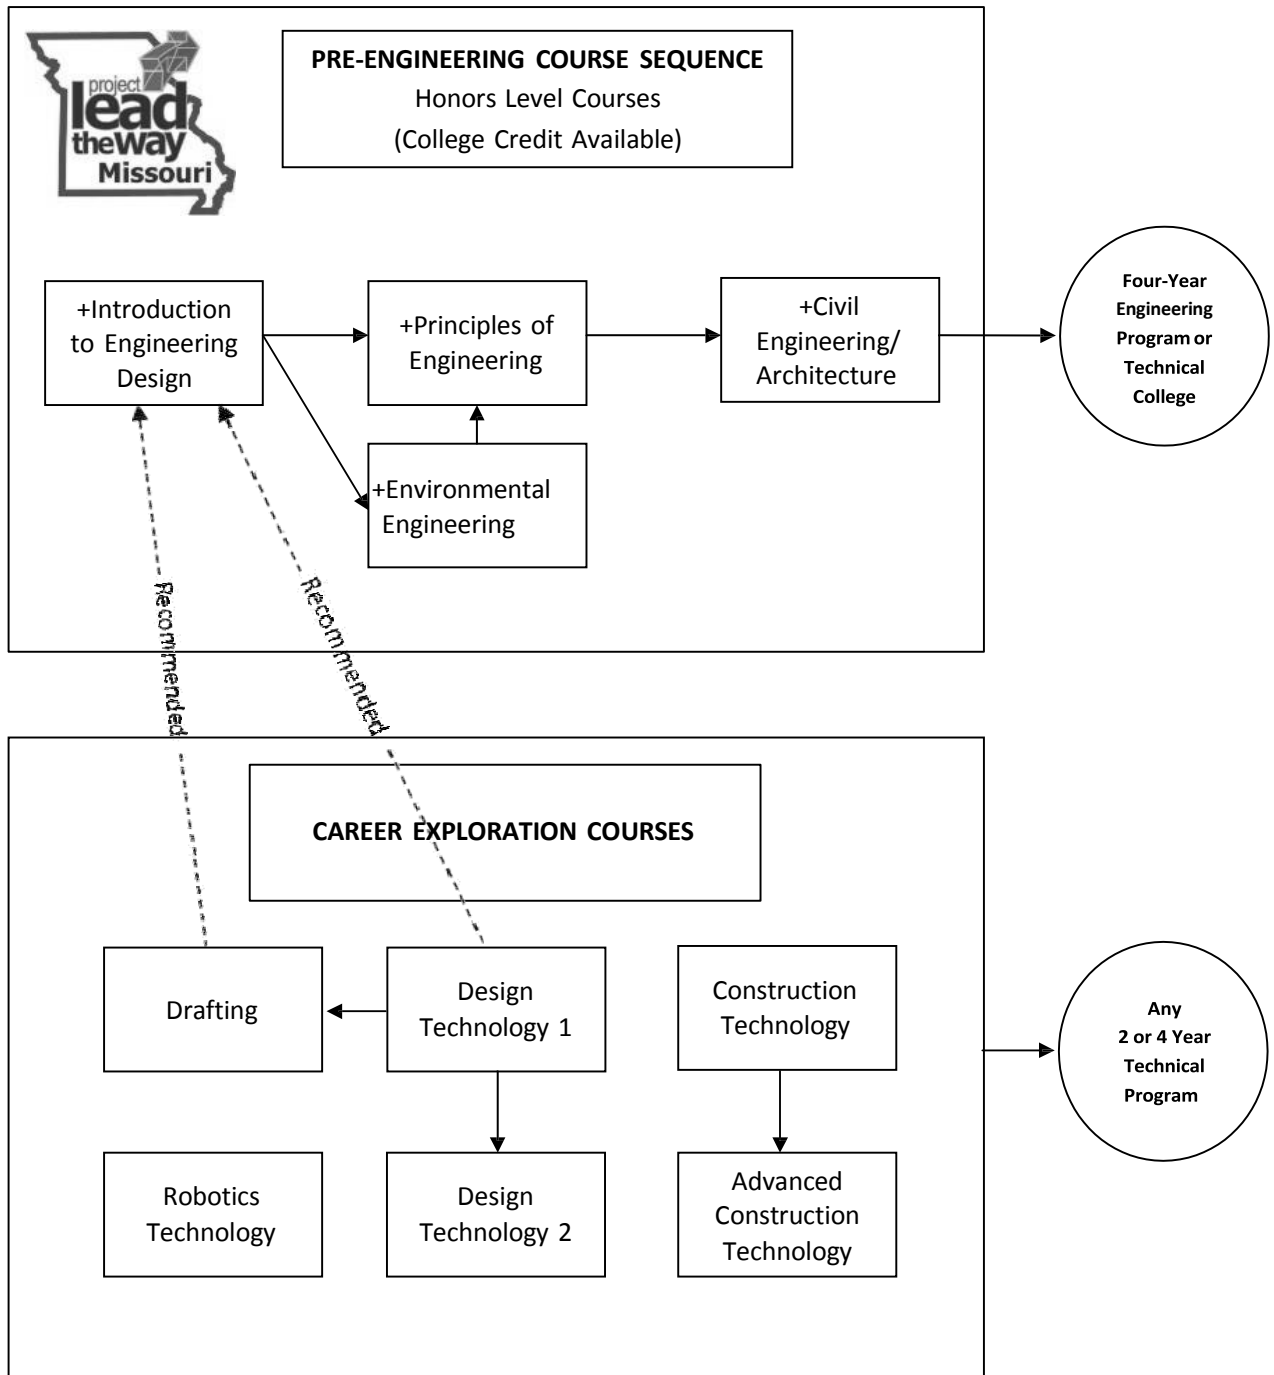 project
lead
the way
Missouri
PRE-ENGINEERING COURSE SEQUENCE
Honors Level Courses
(College Credit Available)
+Introduction
to Engineering
Design
+Principles of
Engineering
+Civil
Engineering/
Architecture
Four-Year
Engineering
Program or
Technical
College
+Environmental
Engineering
Recommended
Recommended
CAREER EXPLORATION COURSES
Drafting
Design
Technology 1
Construction
Technology
Any
2 or 4 Year
Technical
Program
Robotics
Technology
Design
Technology 2
Advanced
Construction
Technology